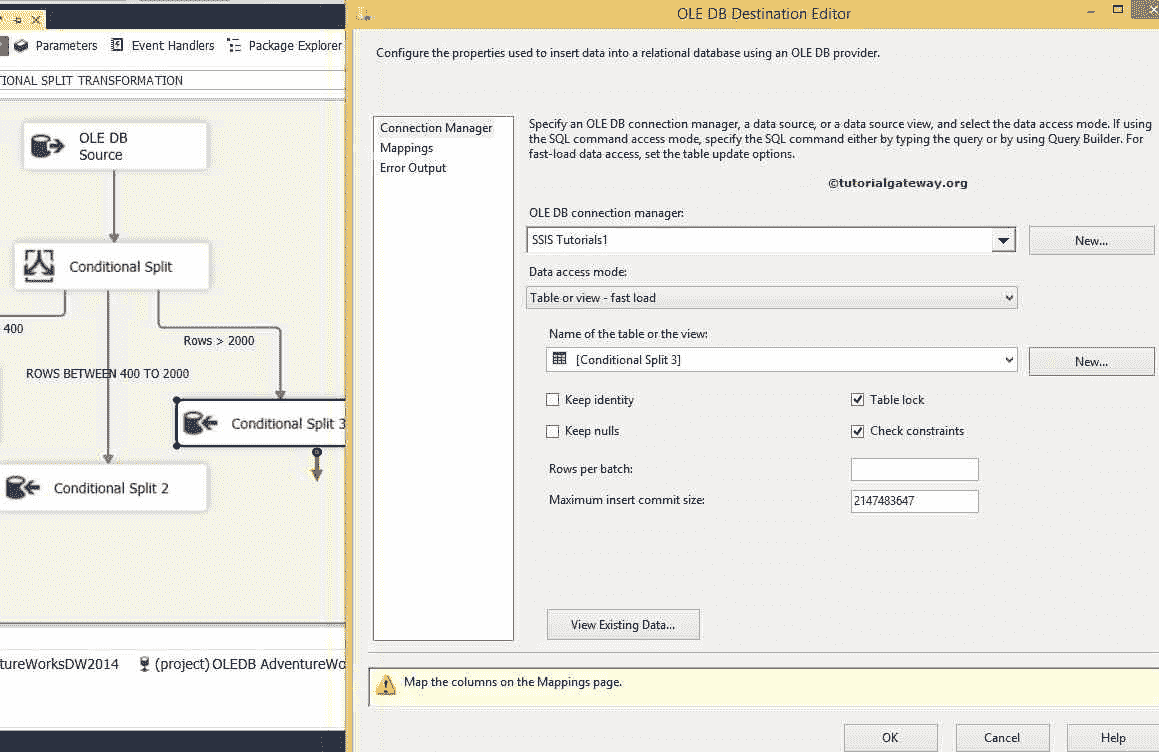 OLE DB Destination Editor
Parameters
Event Handlers
Package Explorer
IONAL SPLIT TRANSFORMATION
OLE DB
Source
Conditional Split
400
Rows > 2000
ROWS BETWEEN 400 TO 2000
Conditional Split 3
Conditional Split 2
tureWorksDW2014
(project) OLEDB AdventureWo
Configure the properties used to insert data into a relational database using an OLE DB provider.
Connection Manager
Mappings
Error Output
Specify an OLE DB connection manager, a data source, or a data source view, and select the data access mode. If using
the SQL command access mode, specify the SQL command either by typing the query or by using Query Builder. For
fast-load data access, set the table update options.
©tutorialgateway.org
OLE DB connection manager:
SSIS Tutorials1
New...
Data access mode:
Table or view - fast load
Name of the table or the view:
[Conditional Split 3]
New...
Keep identity
Table lock
Keep nulls
Check constraints
Rows per batch:
Maximum insert commit size:
2147483647
View Existing Data...
Map the columns on the Mappings page.
OK
Cancel
Help